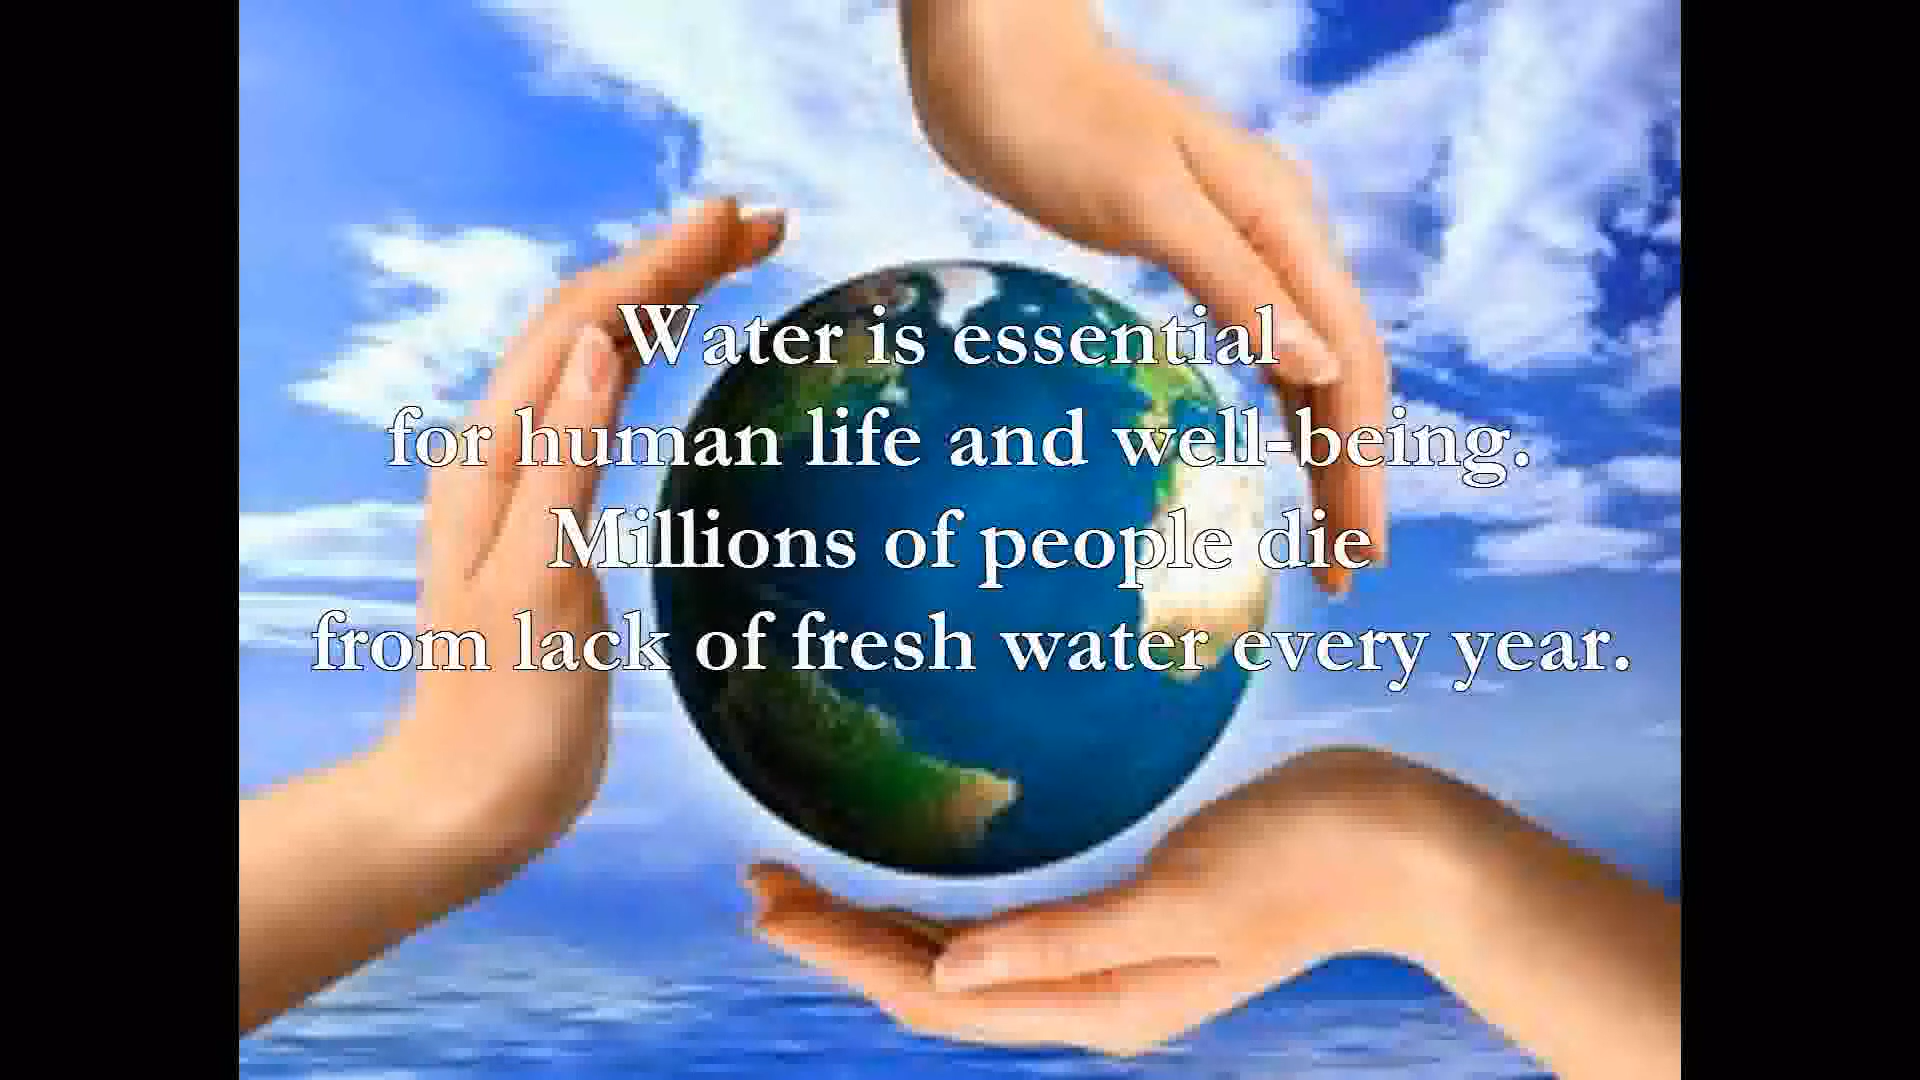 Water is essential
for human life and well-being.
Millions of people die
from lack of fresh water every year.